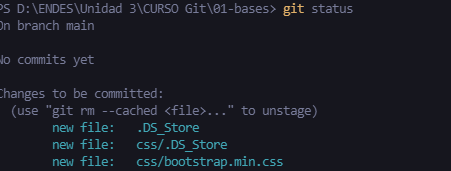 PS D:\ENDES\Unidad 3\CURSO Git\01-bases> git status
On branch main
No commits yet
Changes to be committed:
(use "git rm --cached <file>..." to unstage)
new file: .DS_Store
new file: css/.DS_Store
new file: css/bootstrap.min.css